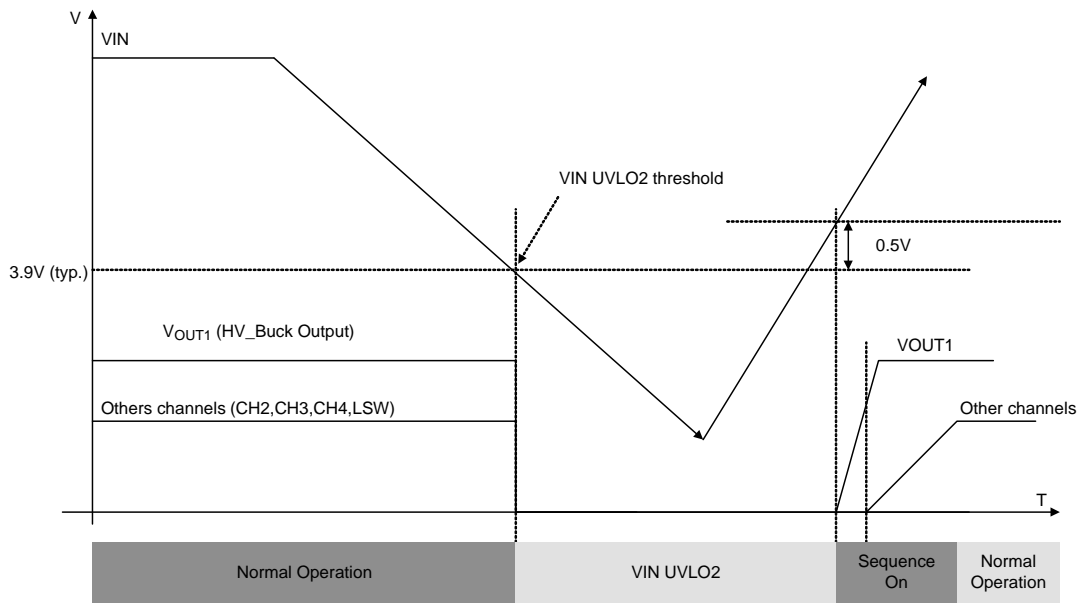 V
VIN
VIN UVLO2 threshold
0.5V
3.9V (typ.)
VOUT1 (HV_Buck Output)
VOUT1
Others channels (CH2,CH3,CH4,LSW)
Other channels
T
Normal Operation
VIN UVLO2
Sequence
On
Normal
Operation